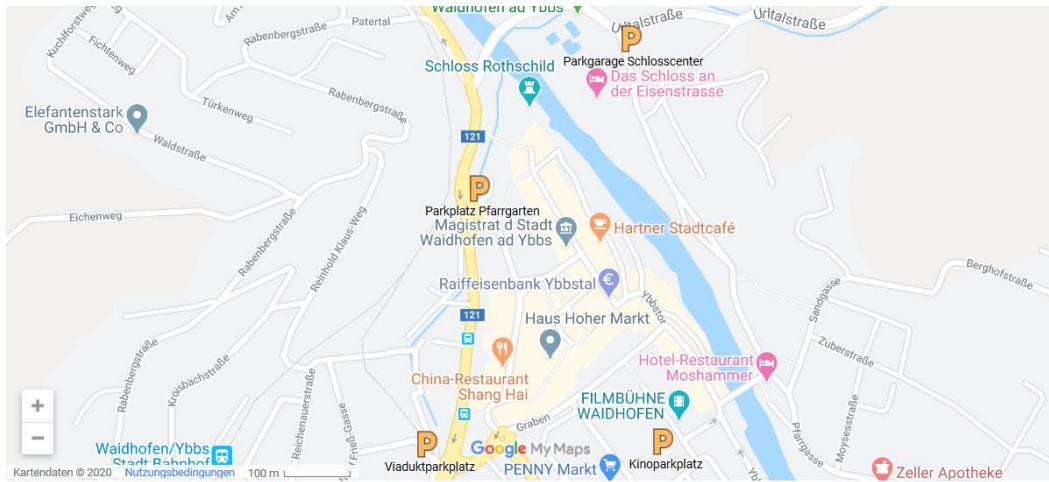 Waidhofen ad Ybbs
Urltalstraße
Urltalstraße
Kuchlforstweg
Am
Fichtenweg
Rabenbergstraße
Patertal
P
Parkgarage Schlosscenter
Schloss Rothschild
Das Schloss an
der Eisenstrasse
Elefantenstark
GmbH & Co
Türkenweg
Rabenbergstraße
Waldstraße
121
P
Parkplatz Pfarrgarten
Magistrat d Stadt
Waidhofen ad Ybbs
Hartner Stadtcafé
Eichenweg
Rabenbergstraße
Reinhold Klaus-Weg
Raiffeisenbank Ybbstal
€
Ybbstor
Berghofstraße
Sandgasse
121
Haus Hoher Markt
Zuberstraße
Rabenbergstraße
Kroisbachstraße
China-Restaurant
Shang Hai
Hotel-Restaurant
Moshammer
Reichenauerstraße
Frieß-Gasse
FILMBÜHNE
WAIDHOFEN
Graben
Pfarrgasse
Moysesstraße
+
−
P
Viaduktparkplatz
P
Kinoparkplatz
Waidhofen/Ybbs
Stadt Bahnhof
Google My Maps
PENNY Markt
Zeller Apotheke
Kartendaten © 2020 Nutzungsbedingungen 100 m